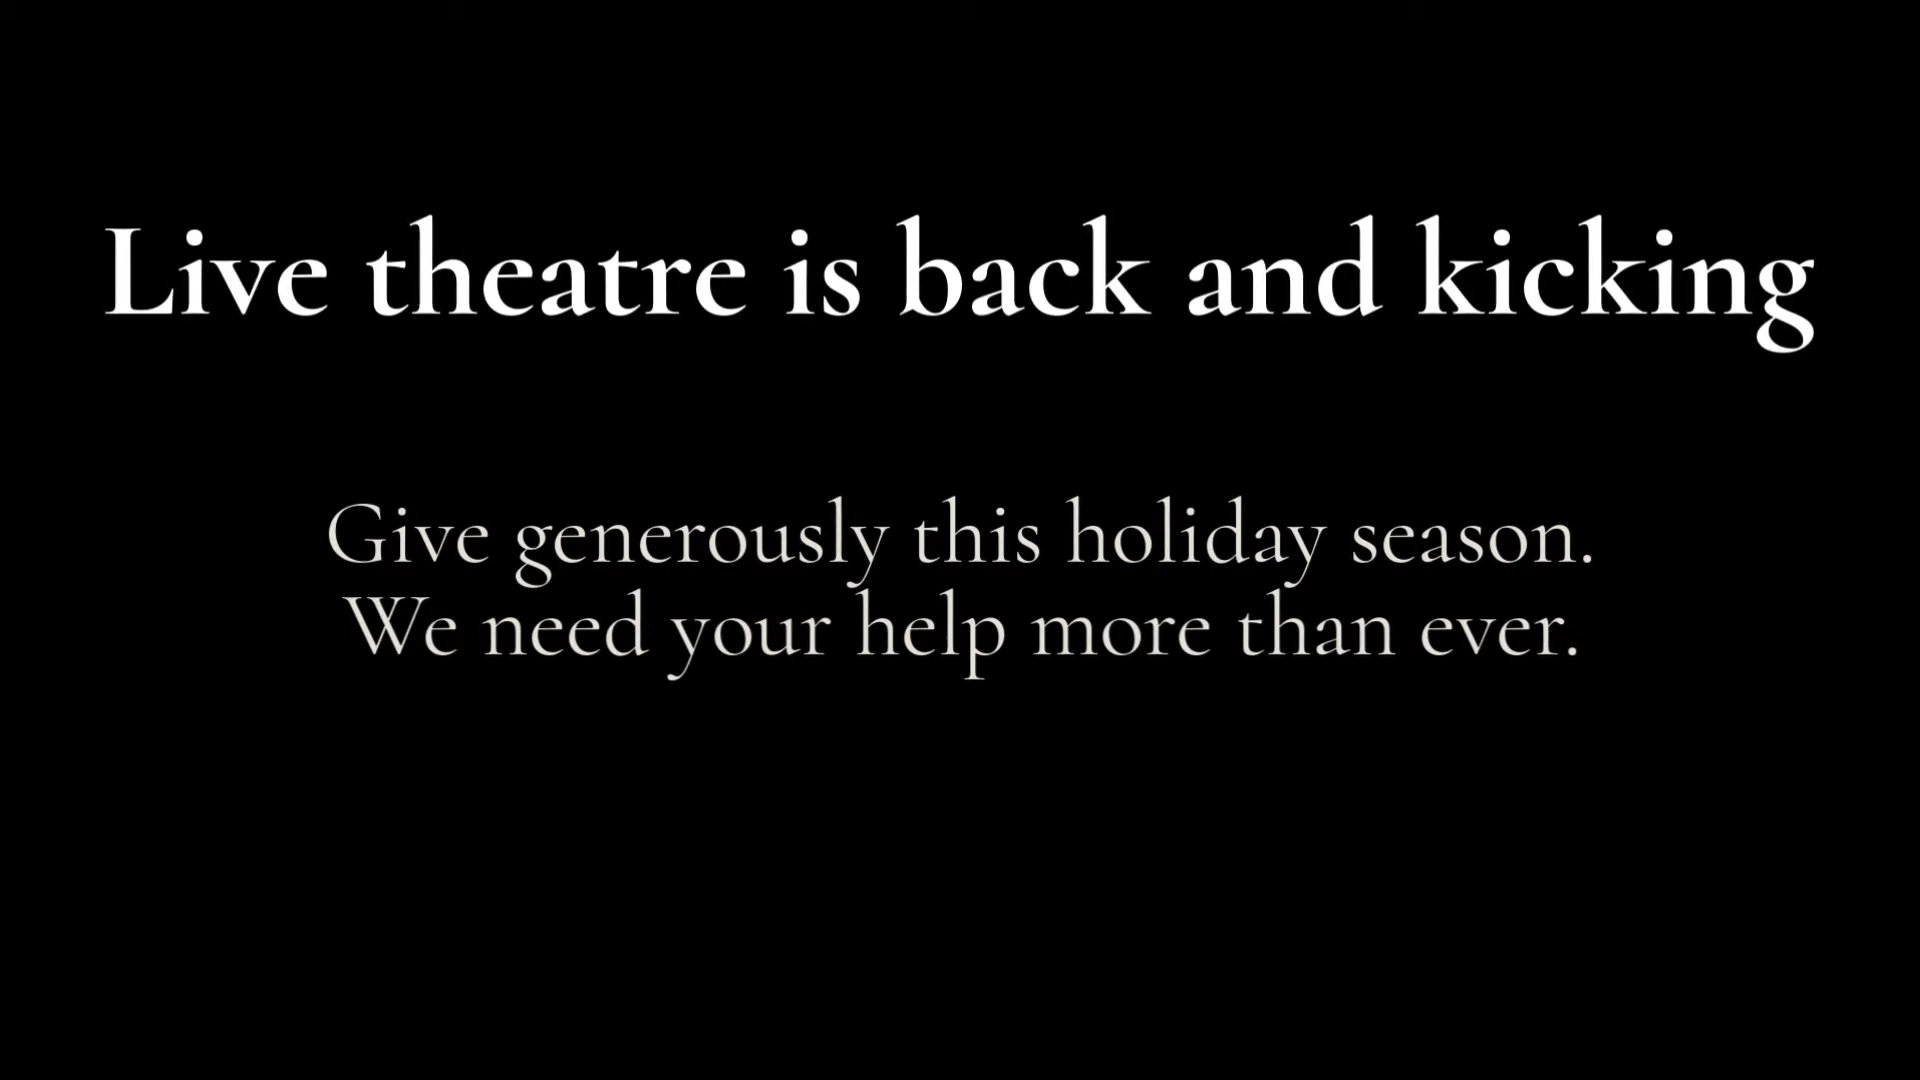 Live theatre is back and kicking
Give generously this holiday season.
We need your help more than ever.